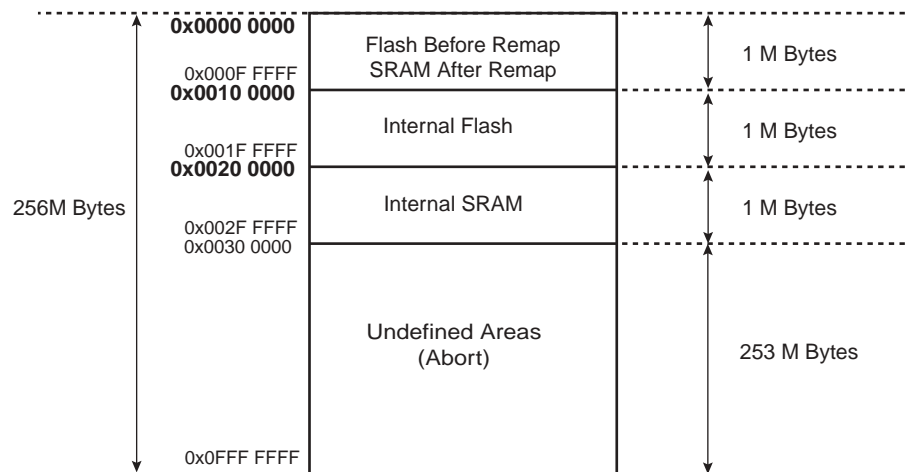 0x0000 0000
Flash Before Remap
SRAM After Remap
1 M Bytes
0x000F FFFF
0x0010 0000
Internal Flash
1 M Bytes
0x001F FFFF
0x0020 0000
256M Bytes
Internal SRAM
1 M Bytes
0x002F FFFF
0x0030 0000
Undefined Areas
(Abort)
253 M Bytes
0x0FFF FFFF